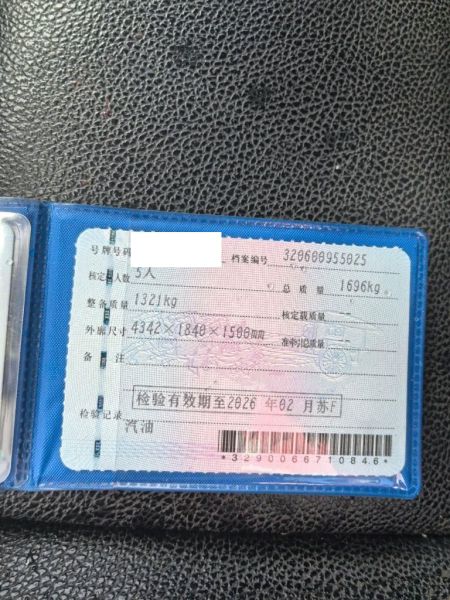 号牌号码 档案编号 320600955025
核定人数 5人 总质量 1696kg
整备质量 1321kg 核定载质量 --
外廓尺寸 4342×1840×1500mm 准牵引总质量 --
备注
检验有效期至2026年02月苏F
检验记录
汽油
*3290066710846*